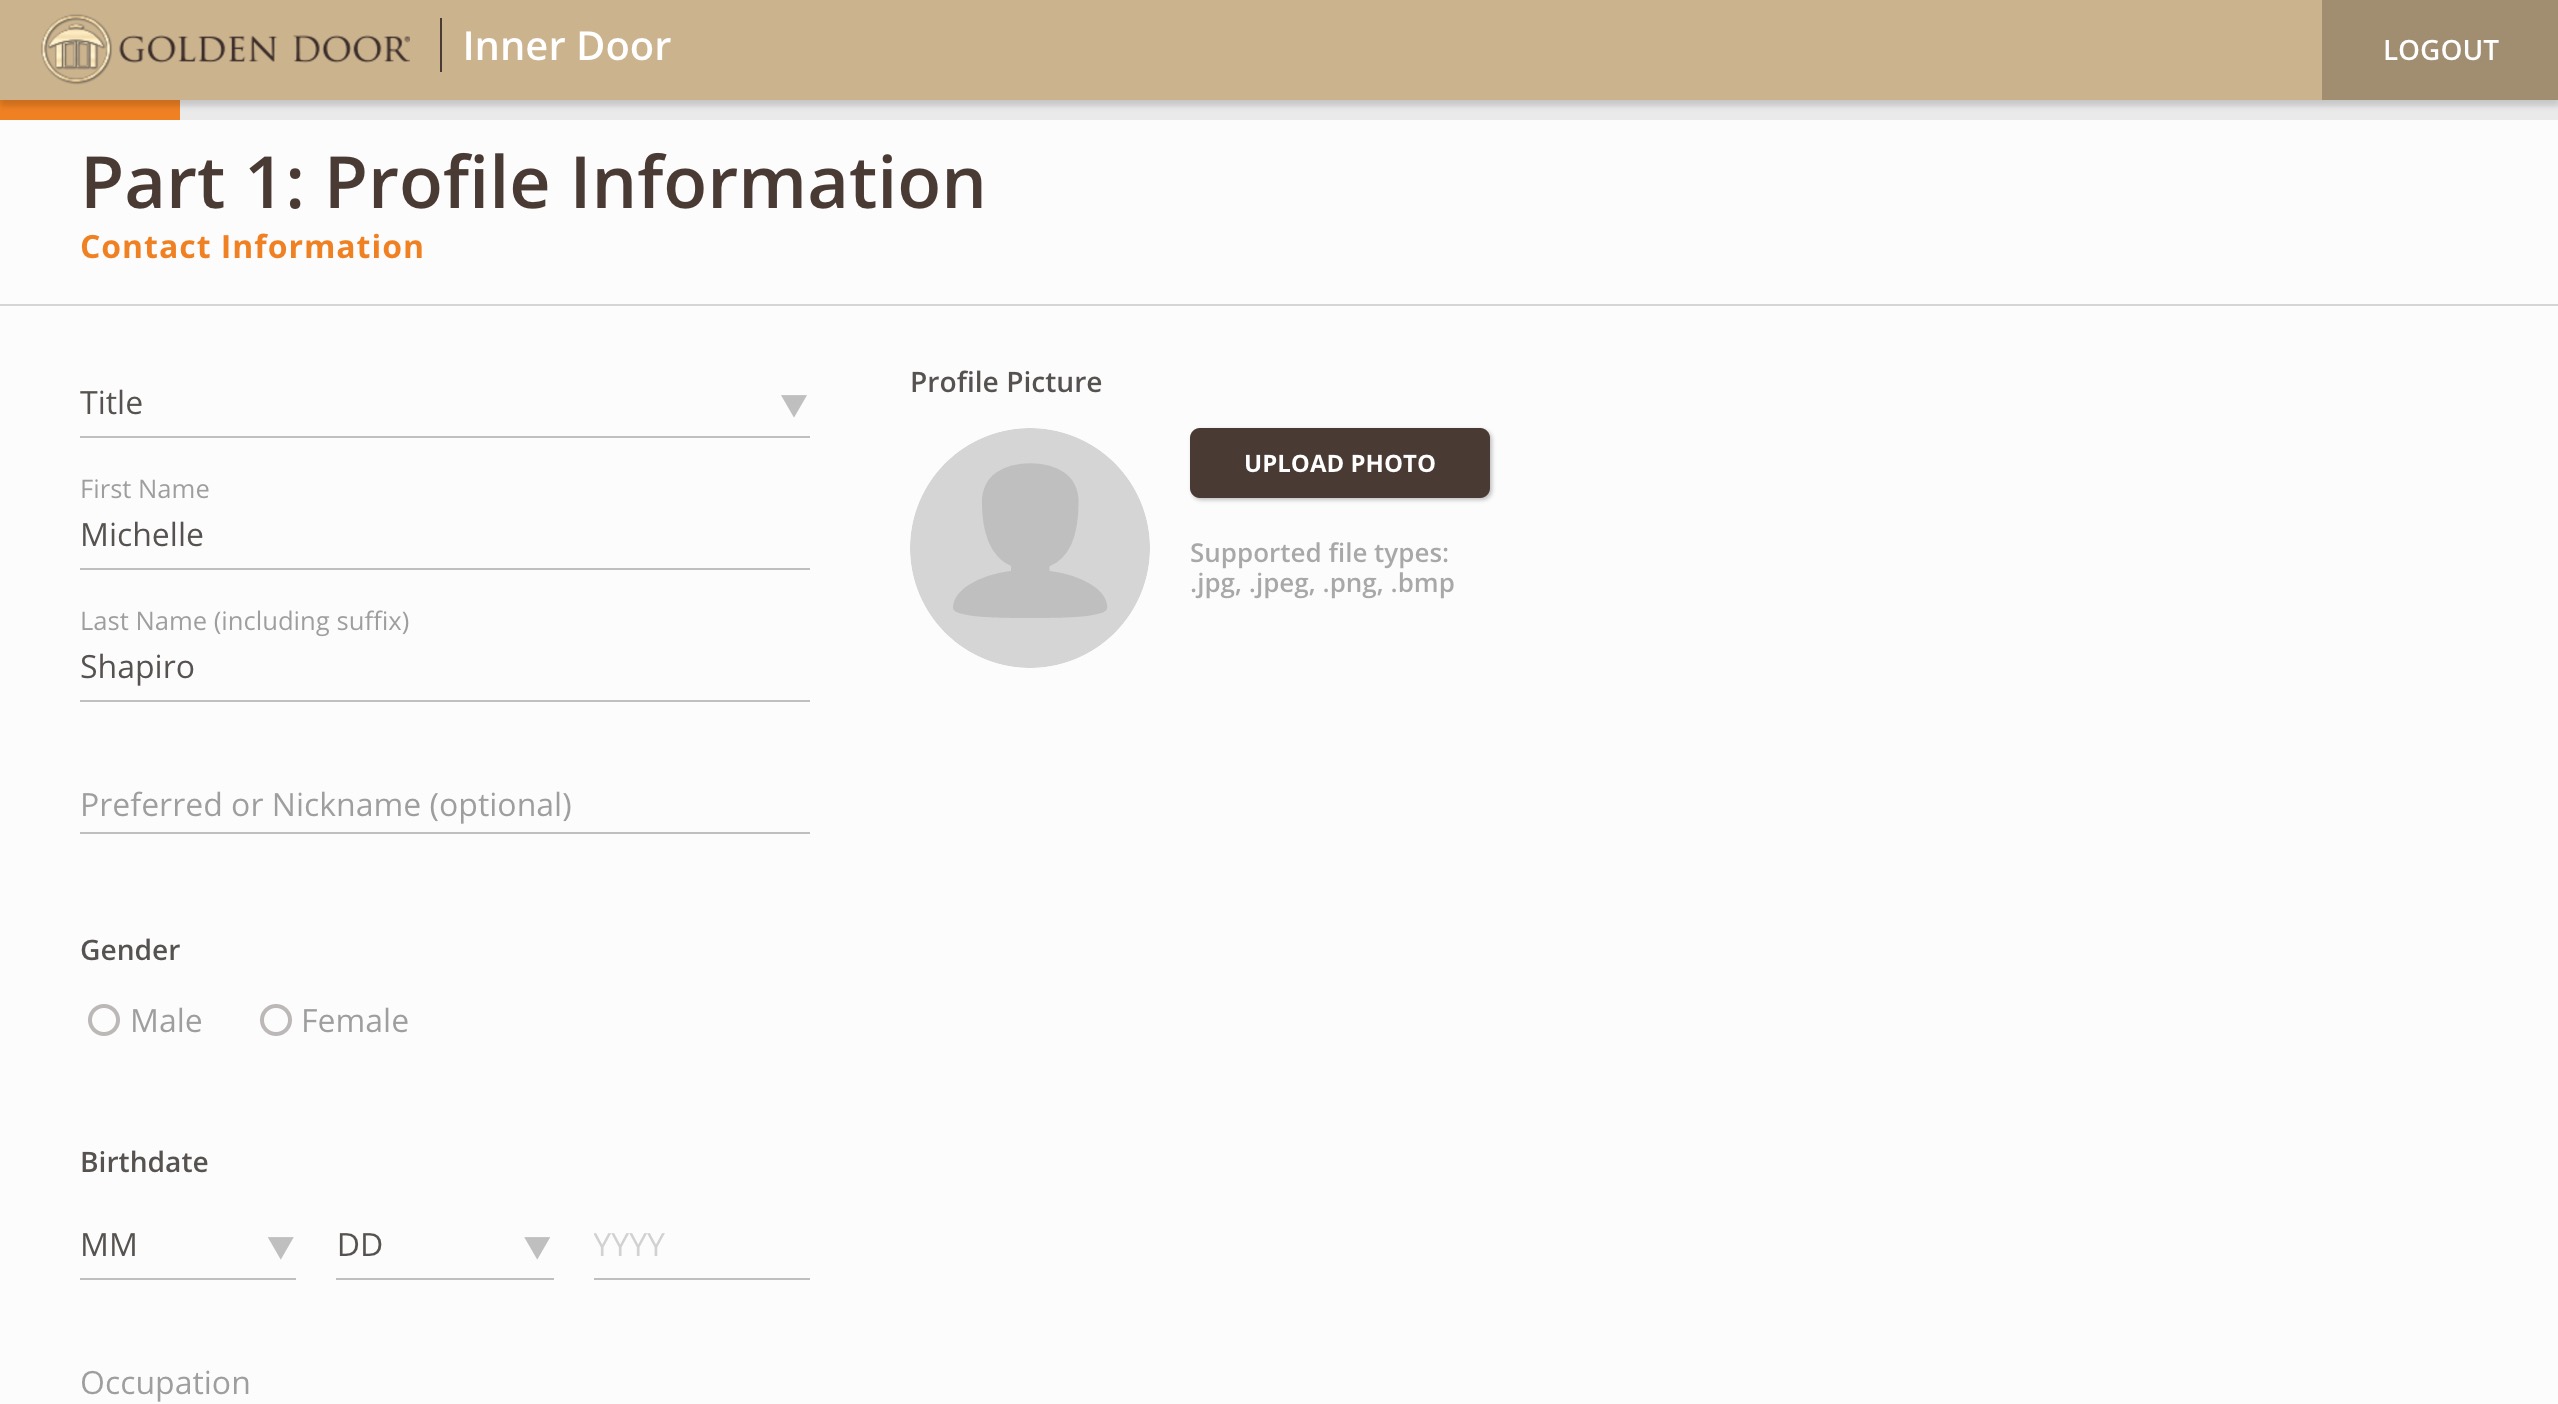 GOLDEN DOOR®
Inner Door
LOGOUT
Part 1: Profile Information
Contact Information
Title
First Name
Michelle
Last Name (including suffix)
Shapiro
Preferred or Nickname (optional)
Gender
Male
Female
Birthdate
MM
DD
YYYY
Occupation
Profile Picture
UPLOAD PHOTO
Supported file types:
.jpg, .jpeg, .png, .bmp